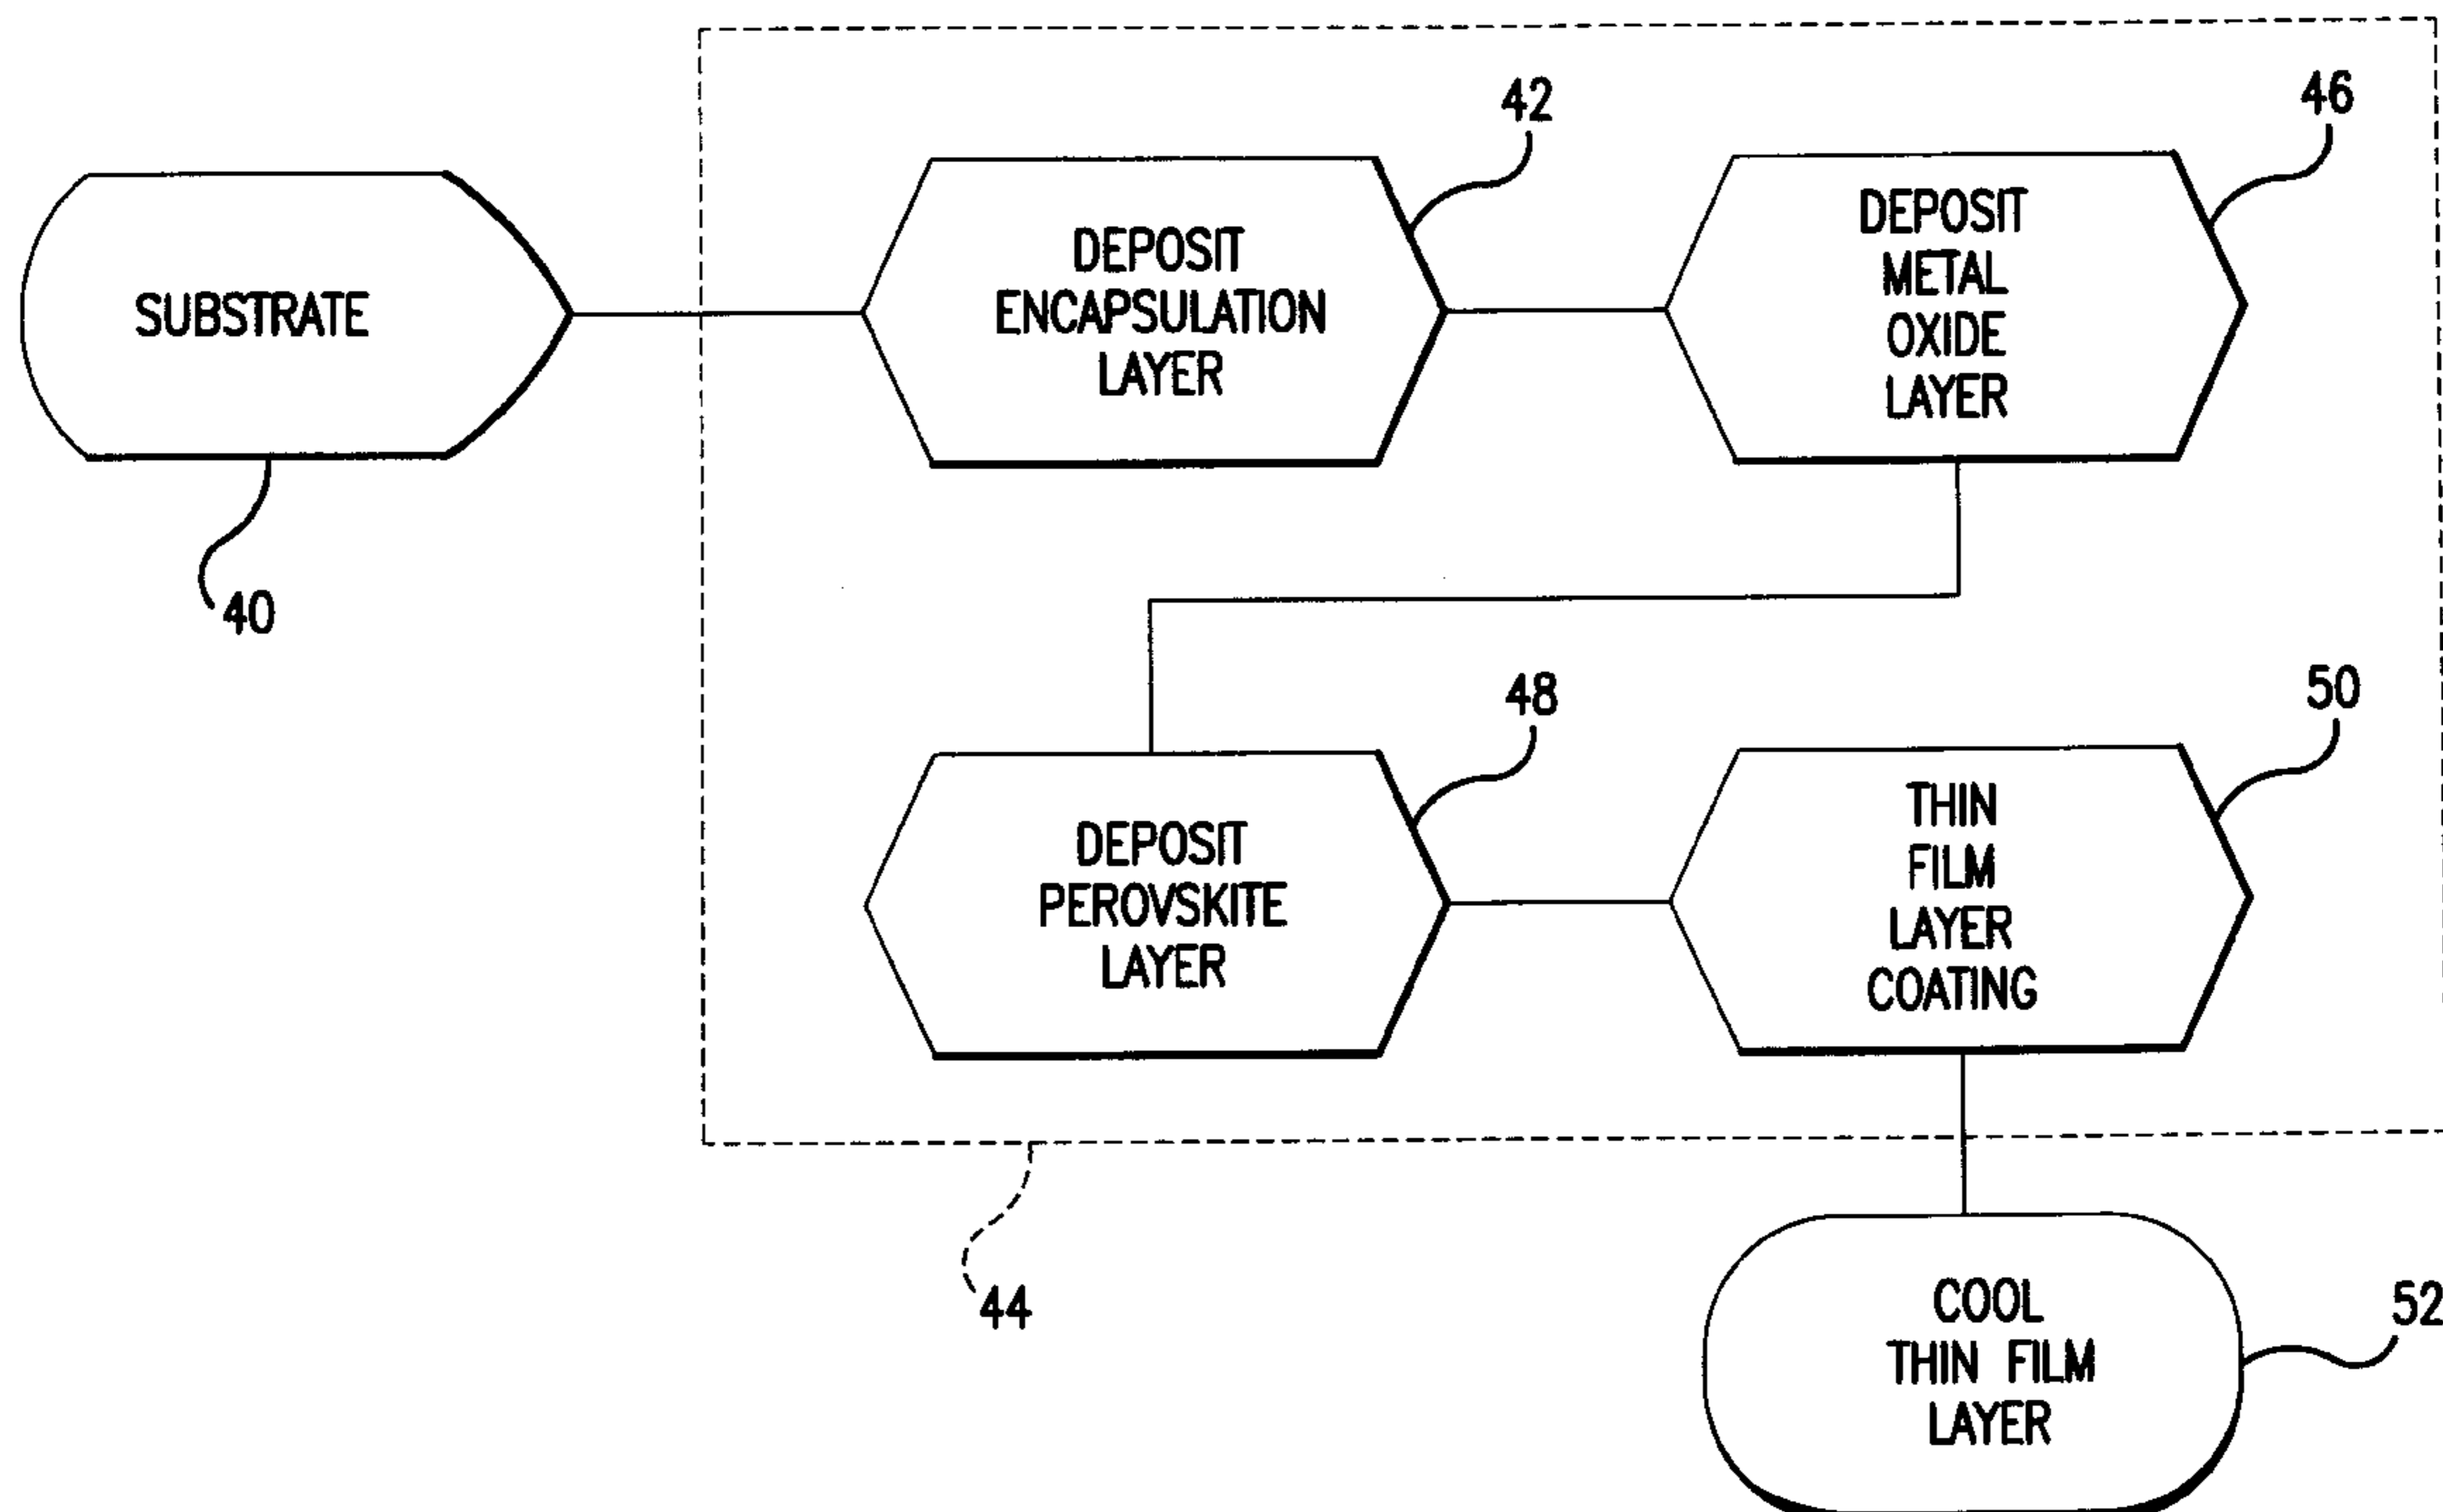 42
46
SUBSTRATE
40
DEPOSIT
ENCAPSULATION
LAYER
DEPOSIT
METAL
OXIDE
LAYER
48
50
DEPOSIT
PEROVSKITE
LAYER
THIN
FILM
LAYER
COATING
44
COOL
THIN FILM
LAYER
52